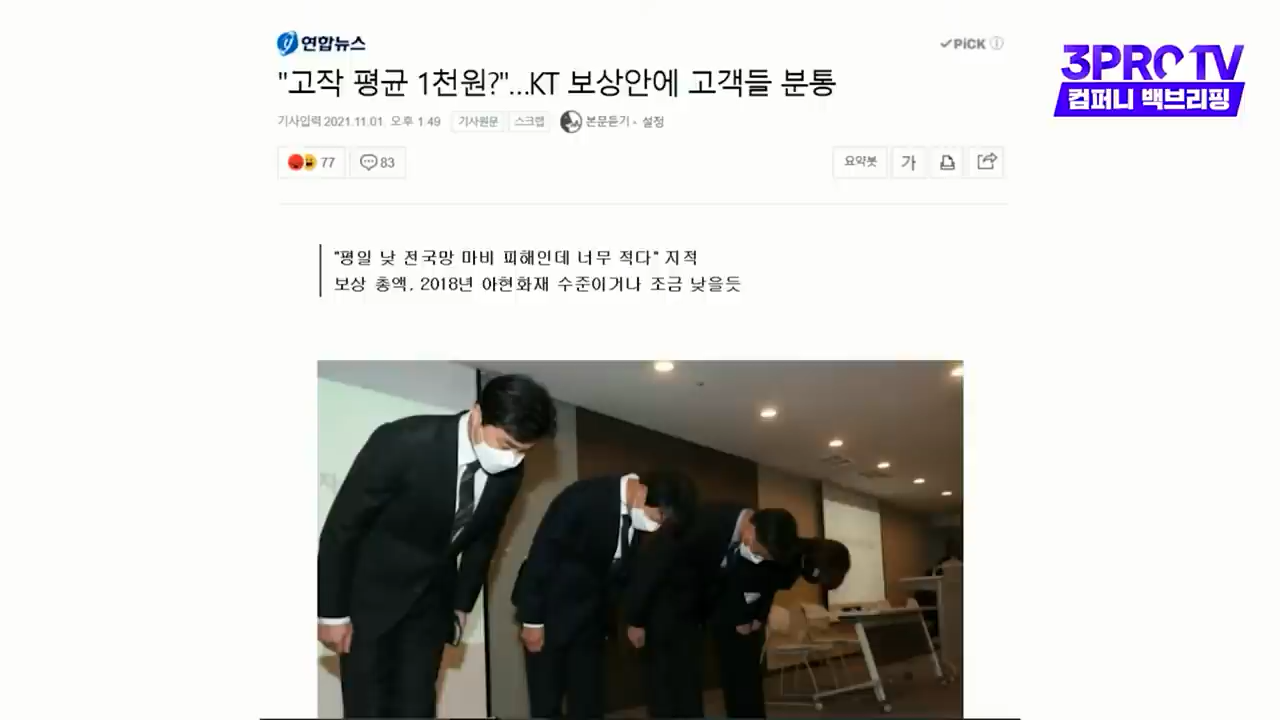 연합뉴스
PiCK
3PRO TV
컴퍼니 백브리핑
"고작 평균 1천원?"...KT 보상안에 고객들 분통
기사입력 2021.11.01. 오후 1:49 기사원문 스크랩 본문듣기 · 설정
77 83 요약봇 가
"평일 낮 전국망 마비 피해인데 너무 적다" 지적
보상 총액, 2018년 아현화재 수준이거나 조금 낮을듯